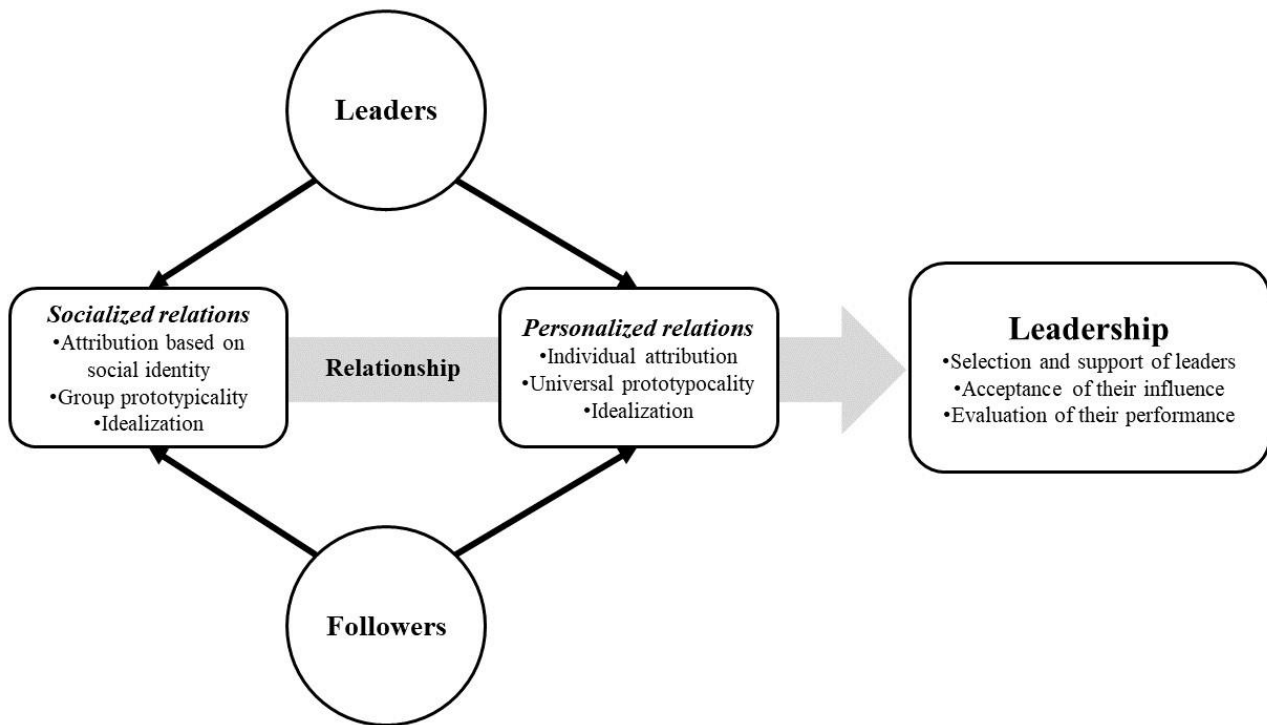 Leaders
Socialized relations
•Attribution based on
social identity
•Group prototypicality
•Idealization
Relationship
Personalized relations
•Individual attribution
•Universal prototypocality
•Idealization
Leadership
•Selection and support of leaders
•Acceptance of their influence
•Evaluation of their performance
Followers